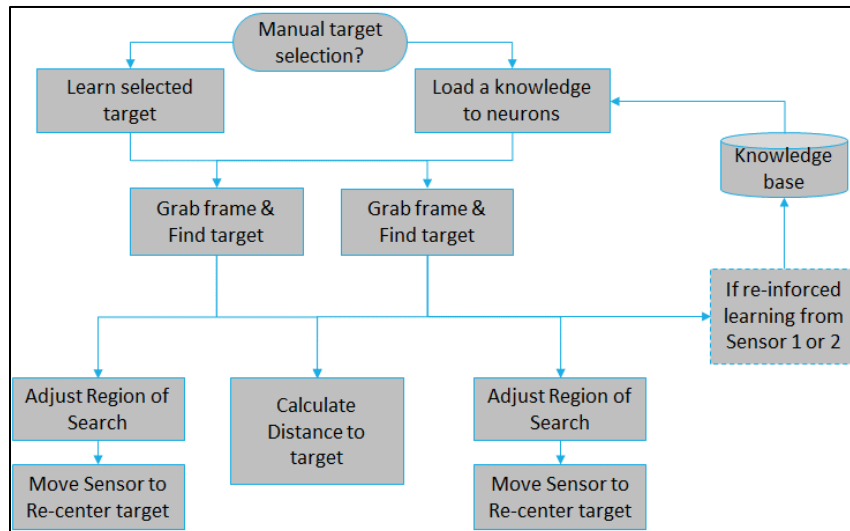 Manual target
selection?
Learn selected
target
Load a knowledge
to neurons
Knowledge
base
Grab frame &
Find target
Grab frame &
Find target
If re-inforced
learning from
Sensor 1 or 2
Adjust Region of
Search
Calculate
Distance to
target
Adjust Region of
Search
Move Sensor to
Re-center target
Move Sensor to
Re-center target